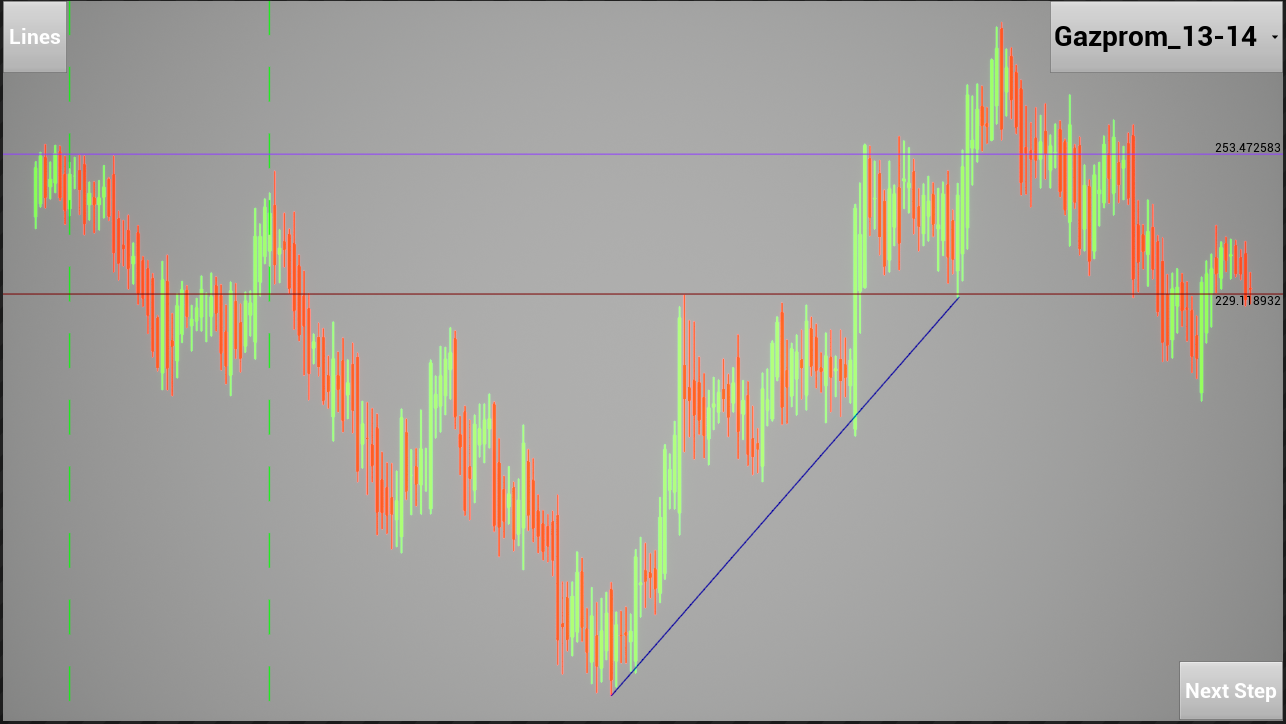 Lines
Gazprom_13-14
253.472583
229.118932
Next Step